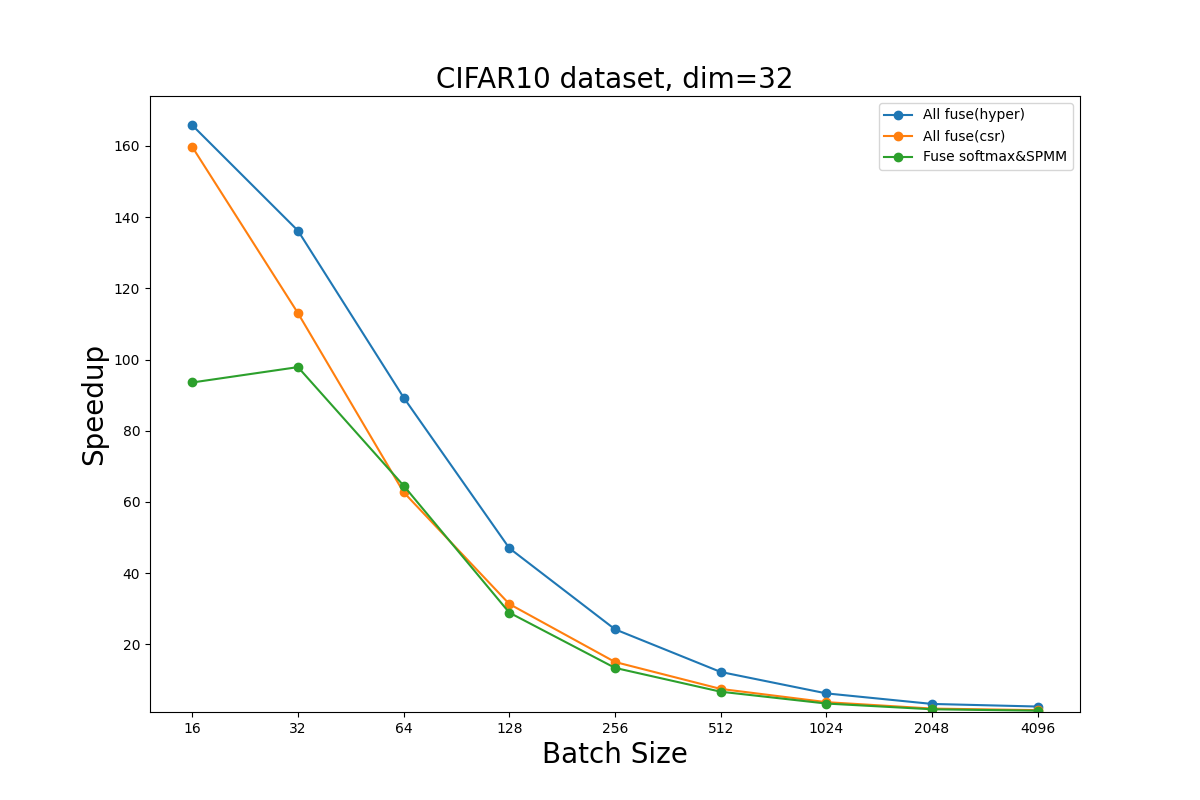 CIFAR10 dataset, dim=32
All fuse(hyper)
All fuse(csr)
Fuse softmax&SPMM
Speedup
160
140
120
100
80
60
40
20
16 32 64 128 256 512 1024 2048 4096
Batch Size